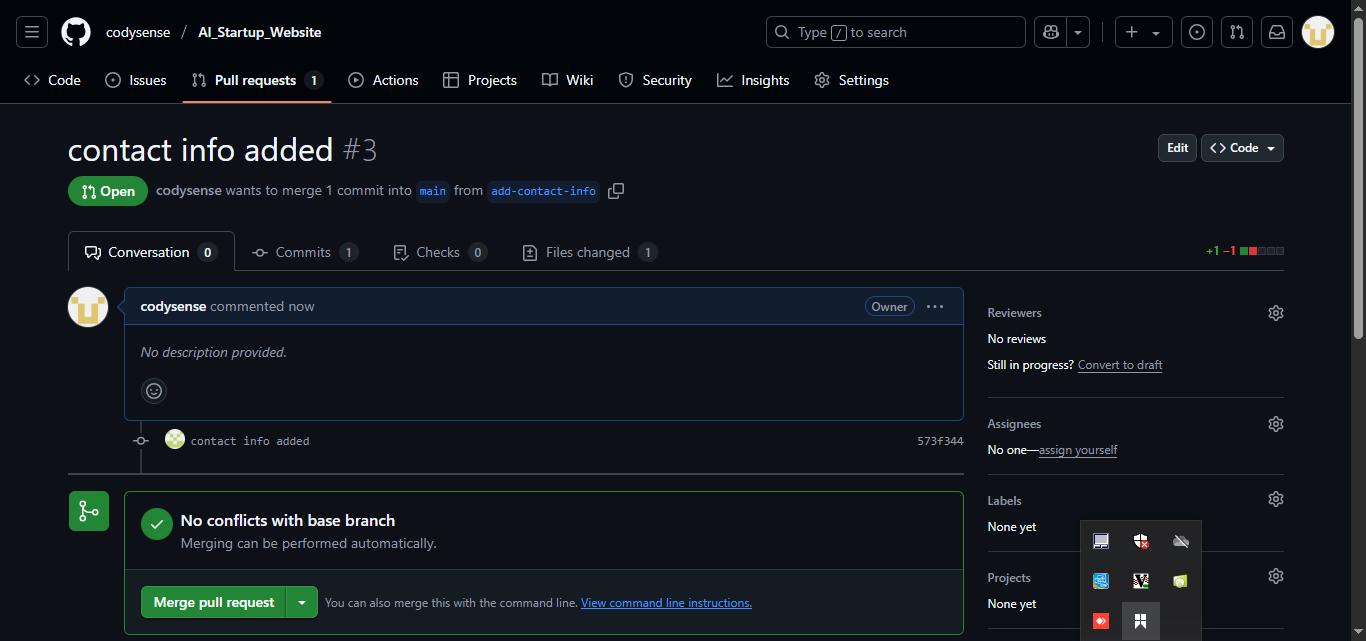 codysense / AI_Startup_Website
Type / to search
Code Issues Pull requests 1 Actions Projects Wiki Security Insights Settings
contact info added #3
Edit Code
Open codysense wants to merge 1 commit into main from add-contact-info
Conversation 0 Commits 1 Checks 0 Files changed 1
+1 −1
codysense commented now Owner
No description provided.
contact info added 573f344
No conflicts with base branch
Merging can be performed automatically.
Merge pull request You can also merge this with the command line. View command line instructions.
Reviewers
No reviews
Still in progress? Convert to draft
Assignees
No one—assign yourself
Labels
None yet
Projects
None yet